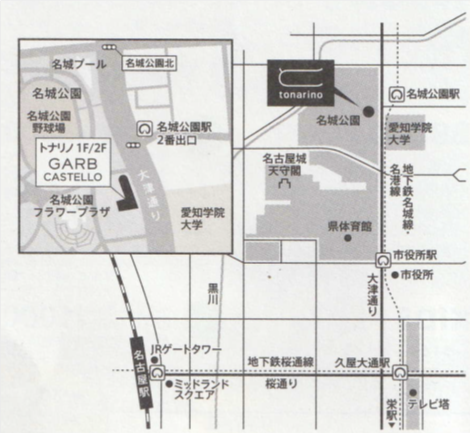 名城プール
名城公園北
名城公園
名城公園
野球場
名城公園駅
2番出口
トナリノ 1F/2F
GARB
CASTELLO
大津通り
名城公園
フラワープラザ
愛知学院
大学
tonarino
名城公園
名城公園駅
愛知学院
大学
名古屋城
天守閣
地下鉄名城線・
名港線
県体育館
市役所駅
市役所
大津通り
黒川
JRゲートタワー
名古屋駅
ミッドランド
スクエア
地下鉄桜通線
桜通り
久屋大通駅
テレビ塔
栄駅